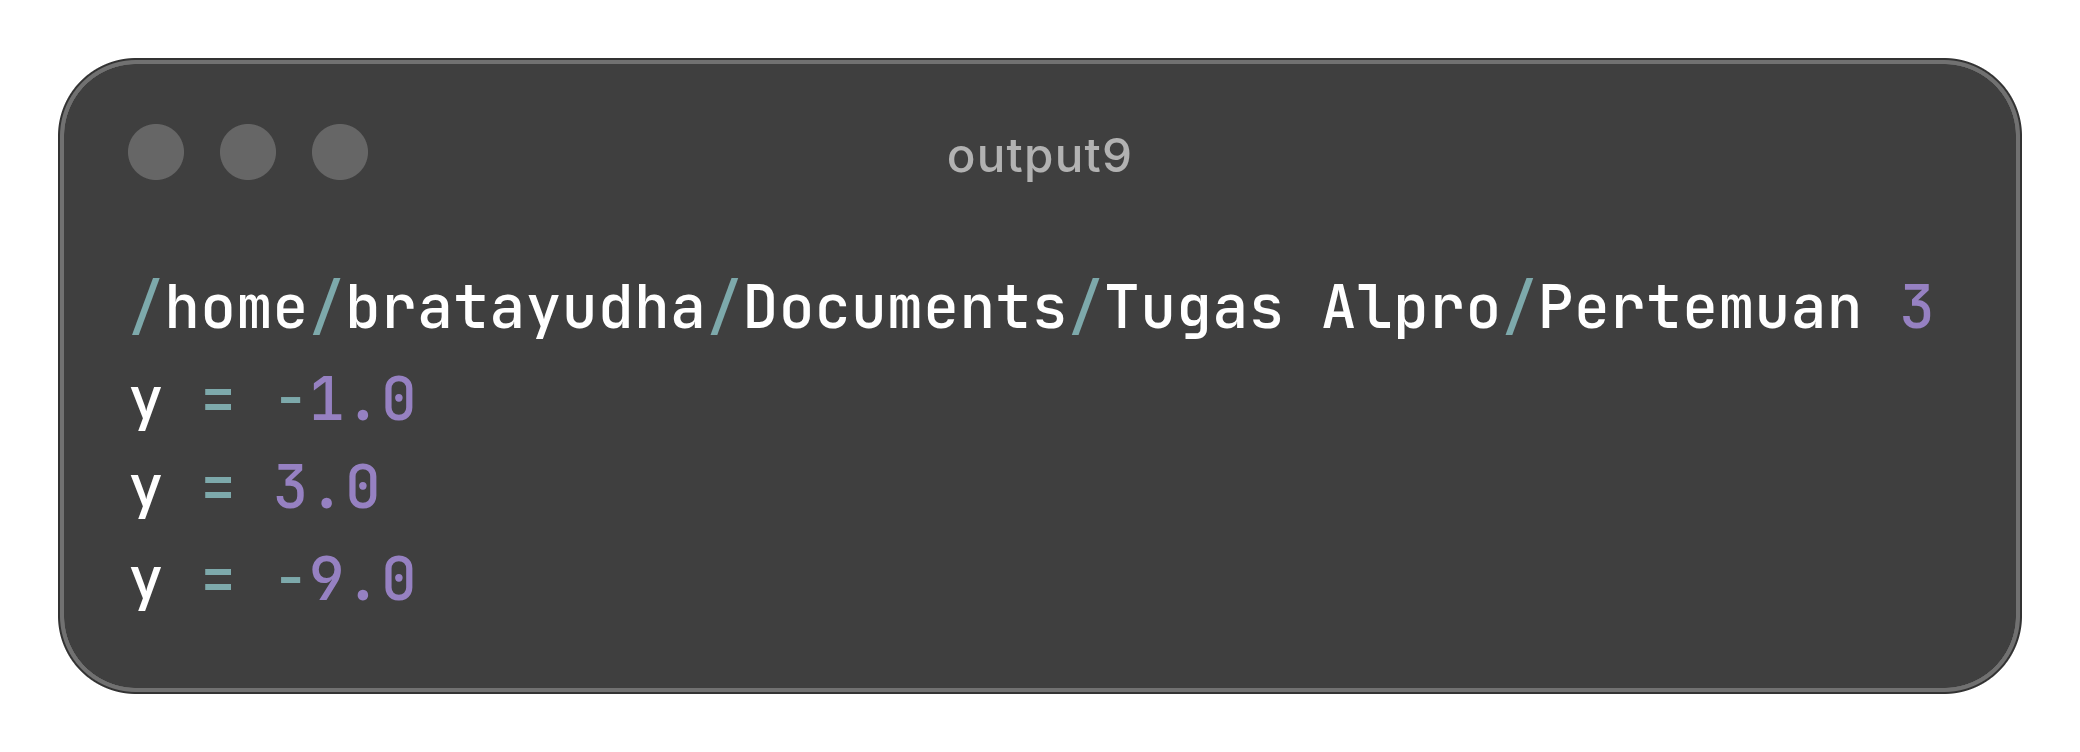 output9
/home/bratayudha/Documents/Tugas Alpro/Pertemuan 3
y = -1.0
y = 3.0
y = -9.0